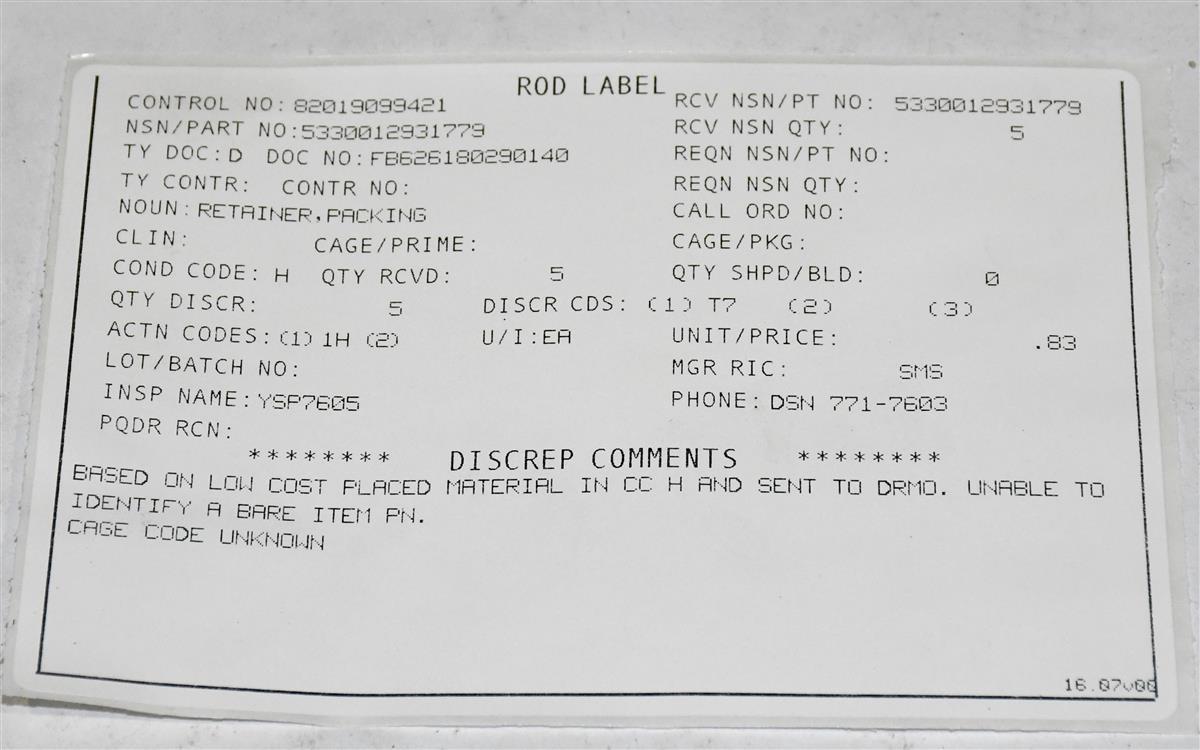 ROD LABEL
CONTROL NO: 82019099421 RCV NSN/PT NO: 5330012931779
NSN/PART NO: 5330012931779 RCV NSN QTY: 5
TY DOC: D DOC NO: FB626180290140 REQN NSN/PT NO:
TY CONTR: CONTR NO: REQN NSN QTY:
NOUN: RETAINER,PACKING CALL ORD NO:
CLIN: CAGE/PRIME: CAGE/PKG:
COND CODE: H QTY RCVD: 5 QTY SHPD/BLD: 0
QTY DISCR: 5 DISCR CDS: (1) T7 (2) (3)
ACTN CODES: (1) 1H (2) U/I: EA UNIT/PRICE: .83
LOT/BATCH NO: MGR RIC: SMS
INSP NAME: YSP7605 PHONE: DSN 771-7603
PQDR RCN:
******** DISCREP COMMENTS ********
BASED ON LOW COST PLACED MATERIAL IN CC H AND SENT TO DRMO. UNABLE TO
IDENTIFY A BARE ITEM PN.
CAGE CODE UNKNOWN